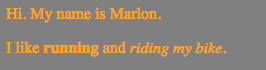 Hi. My name is Marlon.
I like running and riding my bike.